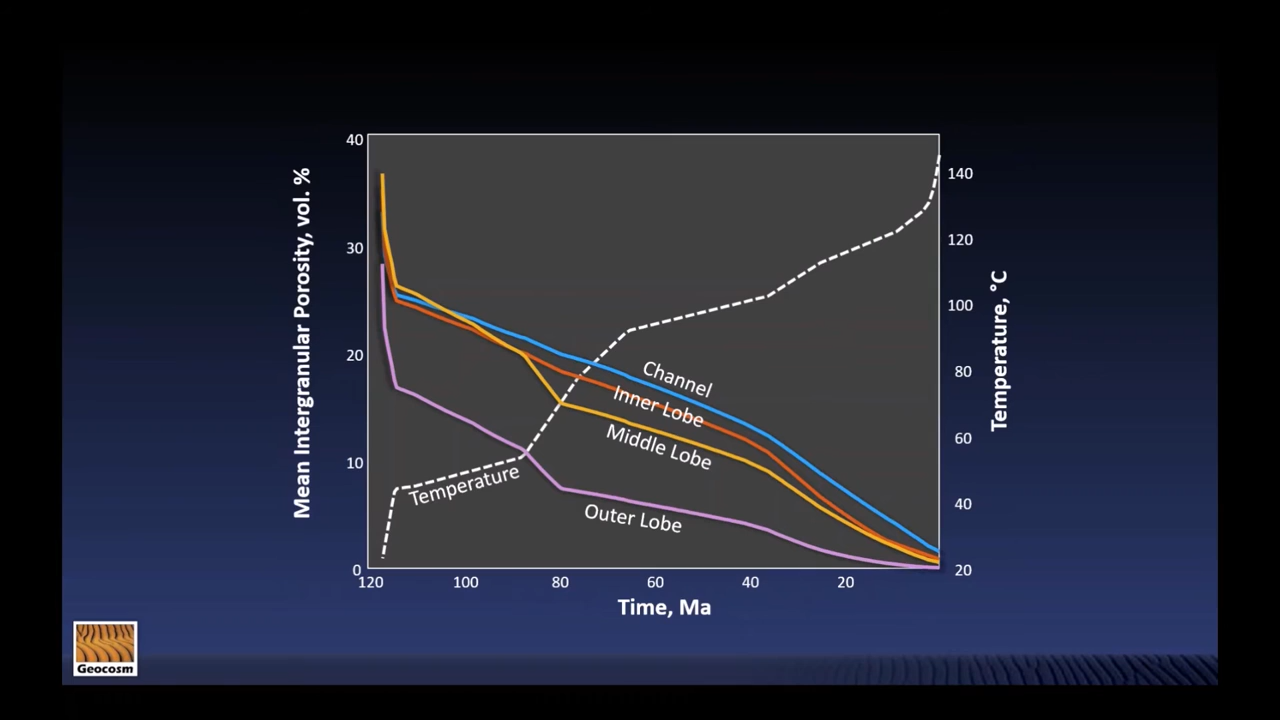 40
140
30
120
100
20
80
Channel
Inner Lobe
Middle Lobe
60
10
Temperature
40
Outer Lobe
0
20
120
100
80
60
40
20
Time, Ma
Mean Intergranular Porosity, vol. %
Temperature, °C
Geocosm